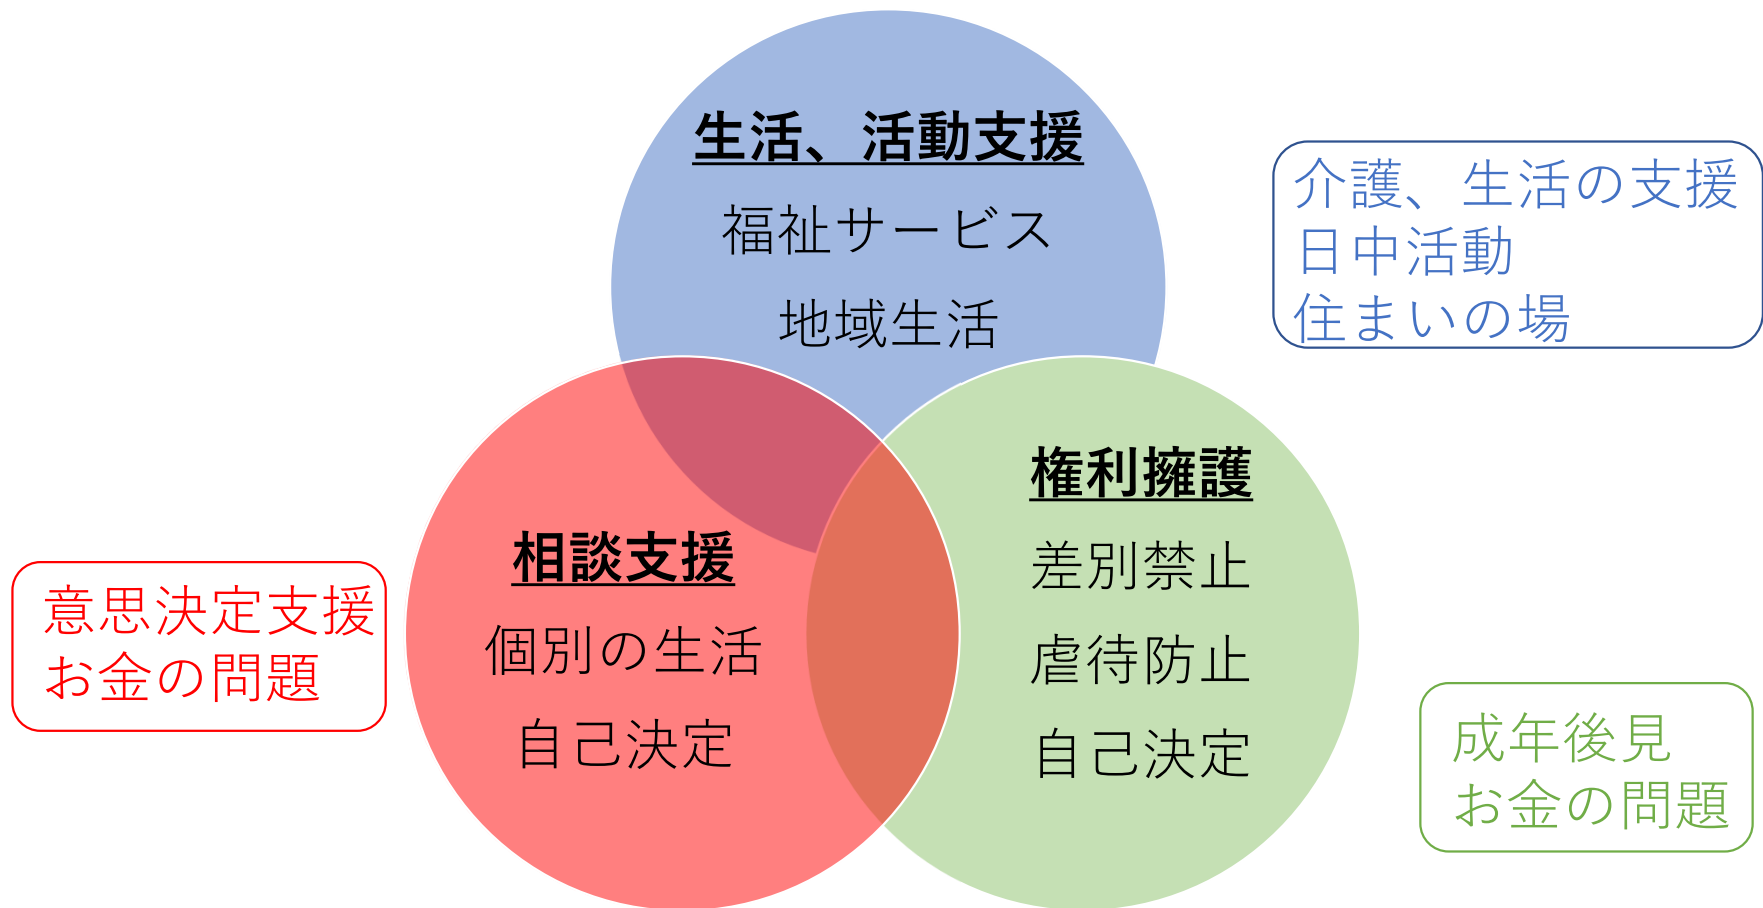 生活、活動支援
福祉サービス
地域生活
介護、生活の支援
日中活動
住まいの場
相談支援
個別の生活
自己決定
意思決定支援
お金の問題
権利擁護
差別禁止
虐待防止
自己決定
成年後見
お金の問題